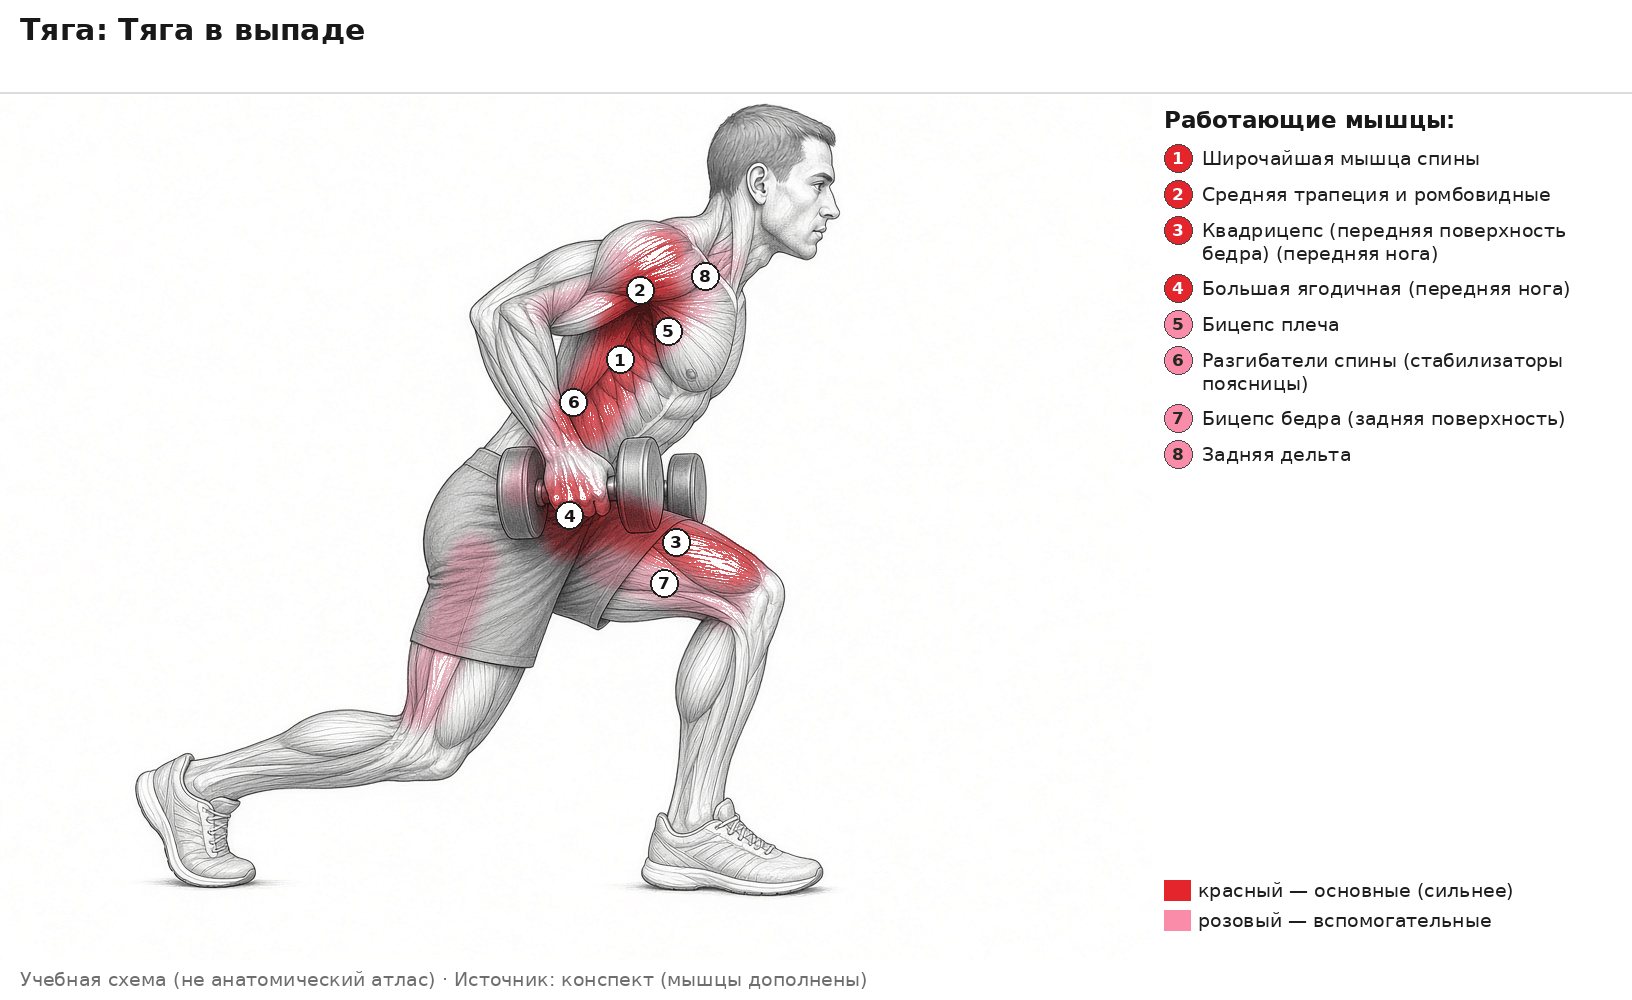 Тяга: Тяга в выпаде
Работающие мышцы:
1 Широчайшая мышца спины
2 Средняя трапеция и ромбовидные
3 Квадрицепс (передняя поверхность
бедра) (передняя нога)
4 Большая ягодичная (передняя нога)
5 Бицепс плеча
6 Разгибатели спины (стабилизаторы
поясницы)
7 Бицепс бедра (задняя поверхность)
8 Задняя дельта
8
2
5
1
6
4
3
7
красный — основные (сильнее)
розовый — вспомогательные
Учебная схема (не анатомический атлас) · Источник: конспект (мышцы дополнены)